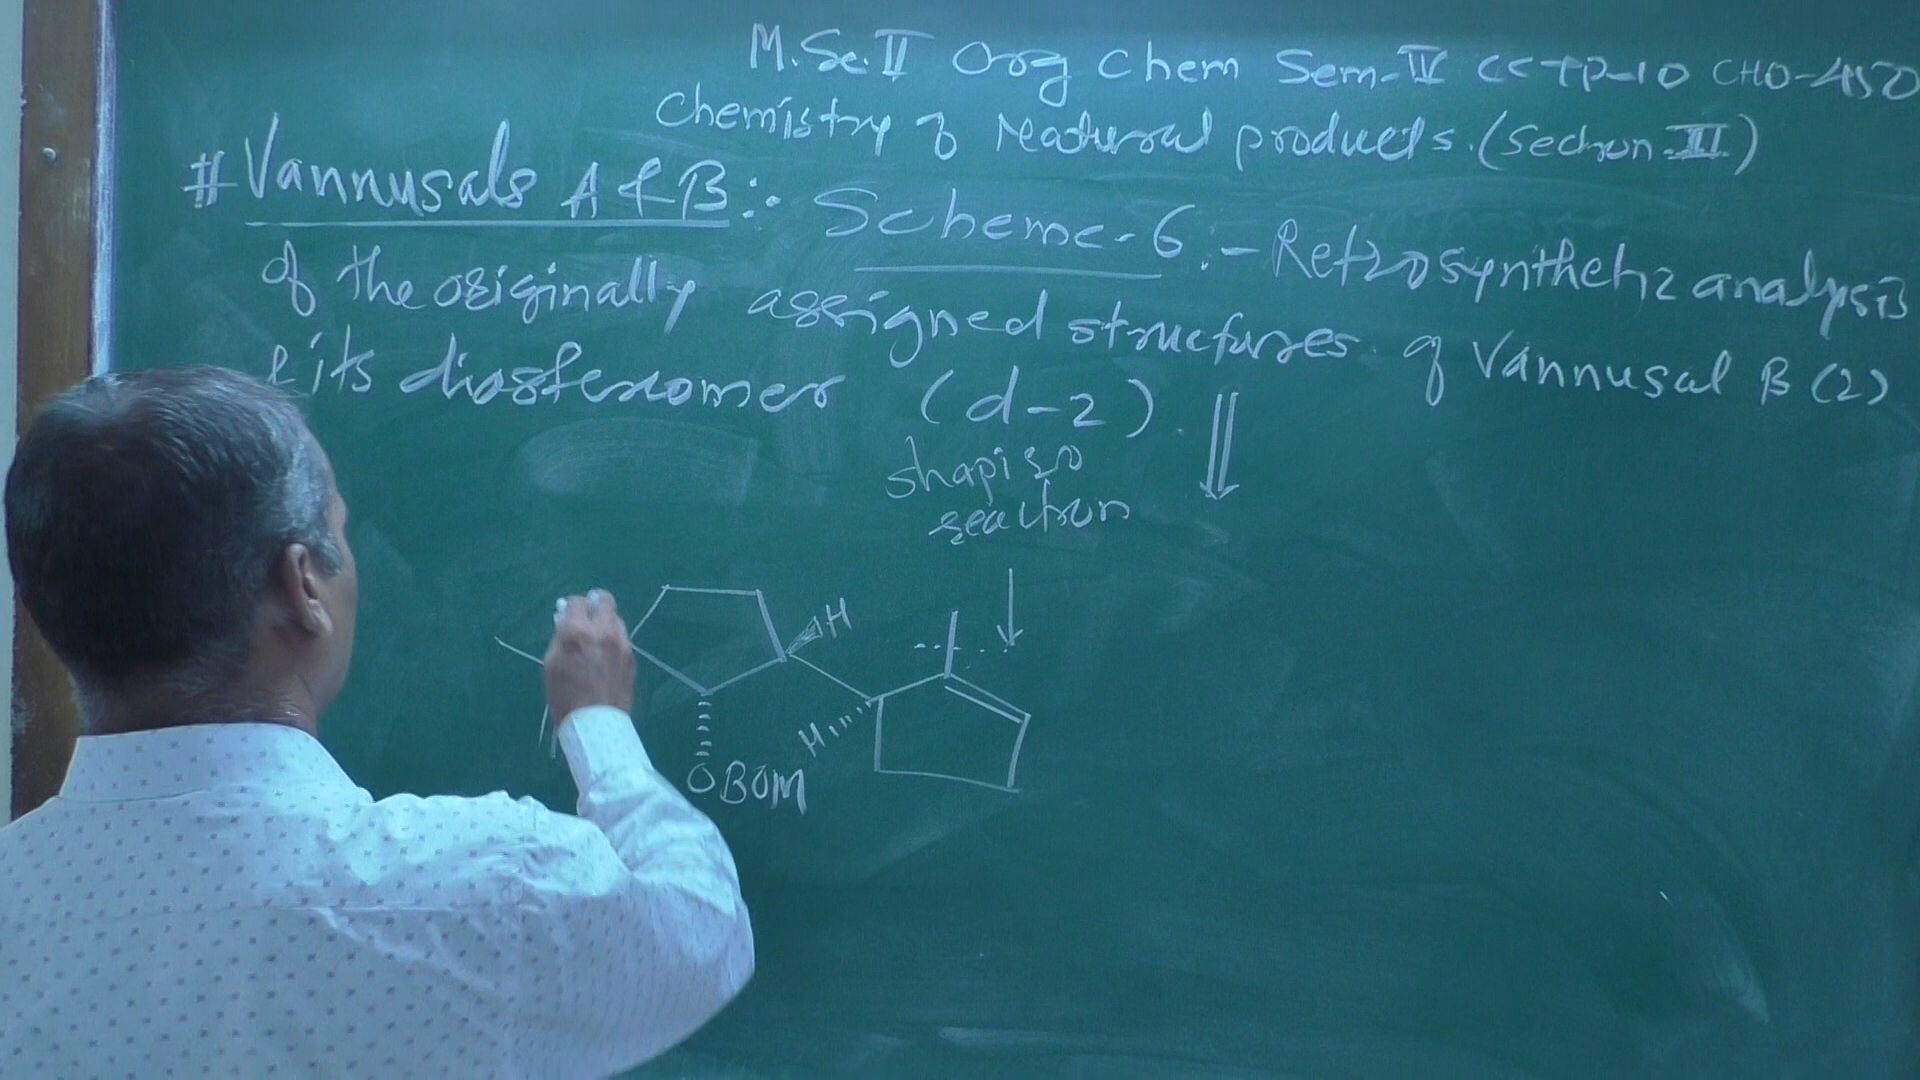 M.Sc.II Org Chem Sem-IV CCTP-10 CHO-450
Chemistry of Natural products.(Section-III)
# Vannusals A & B:- Scheme-6:- Retrosynthetic analysis
of the originally assigned structures of Vannusal B (2)
& its diastereomer (d-2).
shapiro
reaction
H
H
OBOM